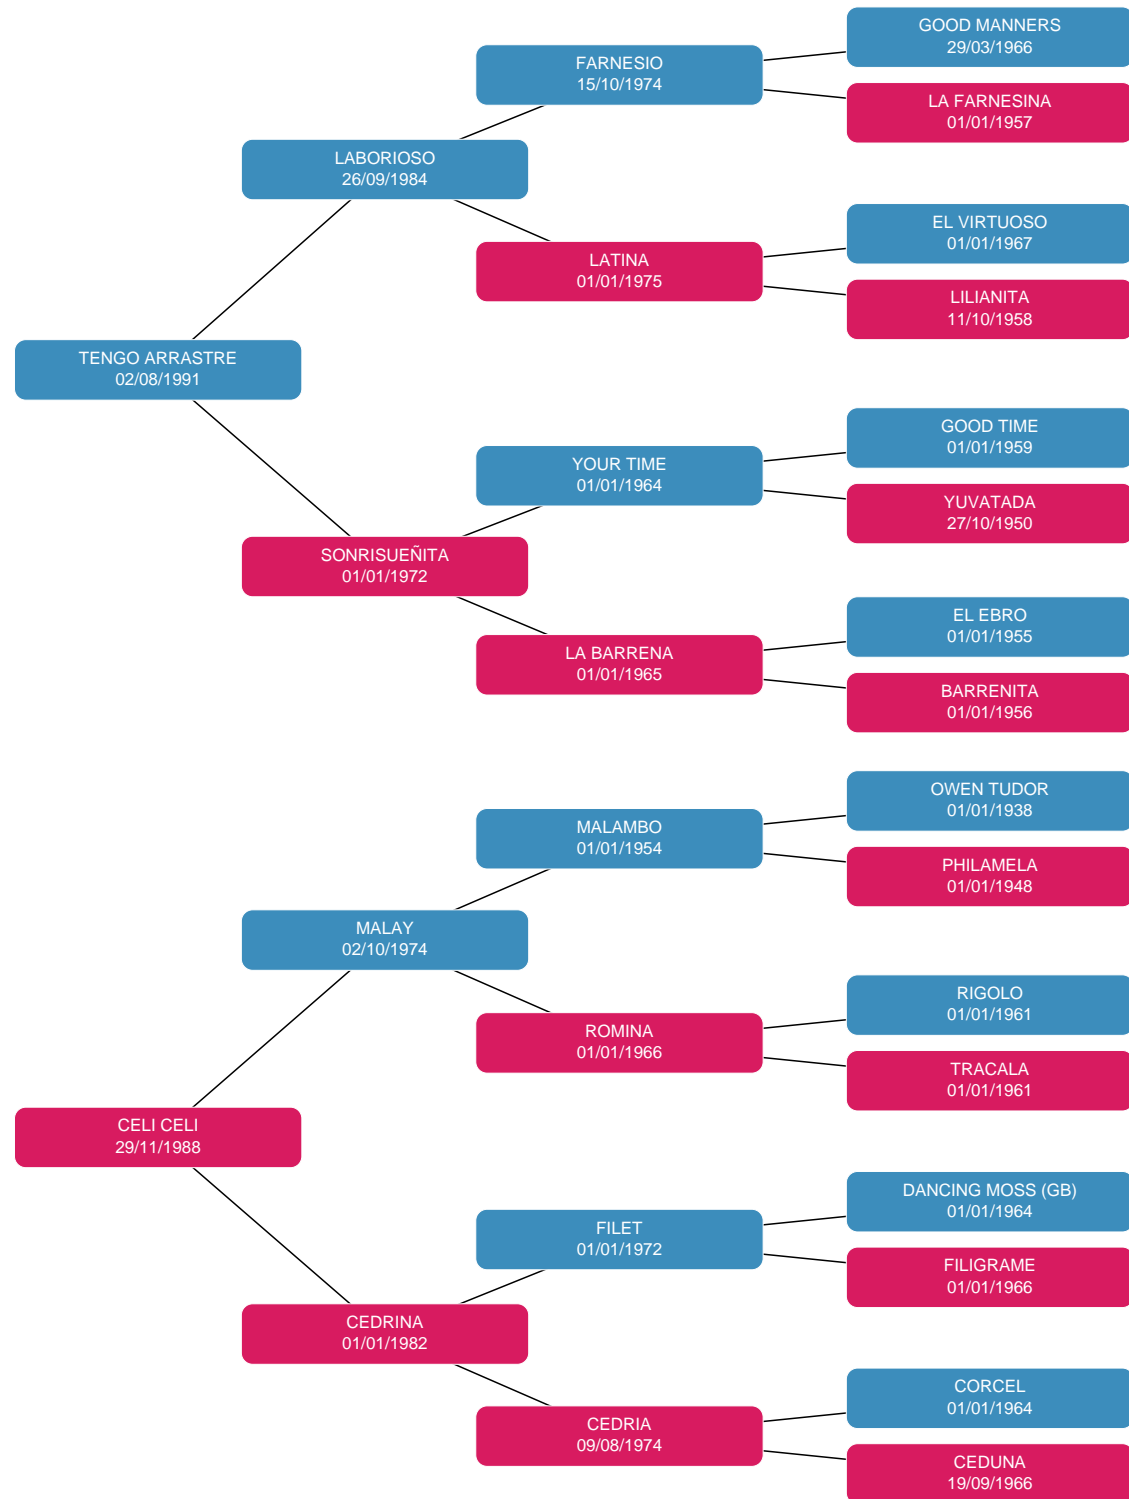 GOOD MANNERS
29/03/1966
FARNESIO
15/10/1974
LA FARNESINA
01/01/1957
LABORIOSO
26/09/1984
EL VIRTUOSO
01/01/1967
LATINA
01/01/1975
LILIANITA
11/10/1958
TENGO ARRASTRE
02/08/1991
GOOD TIME
01/01/1959
YOUR TIME
01/01/1964
YUVATADA
27/10/1950
SONRISUEÑITA
01/01/1972
EL EBRO
01/01/1955
LA BARRENA
01/01/1965
BARRENITA
01/01/1956
OWEN TUDOR
01/01/1938
MALAMBO
01/01/1954
PHILAMELA
01/01/1948
MALAY
02/10/1974
RIGOLO
01/01/1961
ROMINA
01/01/1966
TRACALA
01/01/1961
CELI CELI
29/11/1988
DANCING MOSS (GB)
01/01/1964
FILET
01/01/1972
FILIGRAME
01/01/1966
CEDRINA
01/01/1982
CORCEL
01/01/1964
CEDRIA
09/08/1974
CEDUNA
19/09/1966